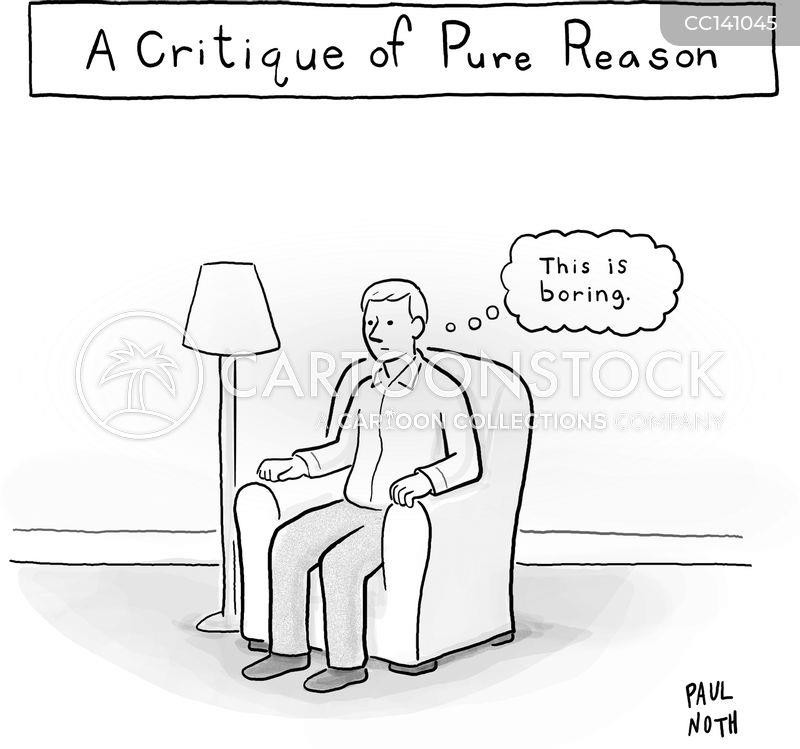 CC141045
A Critique of Pure Reason
This is
boring.
CARTOONSTOCK
A CARTOON COLLECTIONS COMPANY
PAUL
NOTH